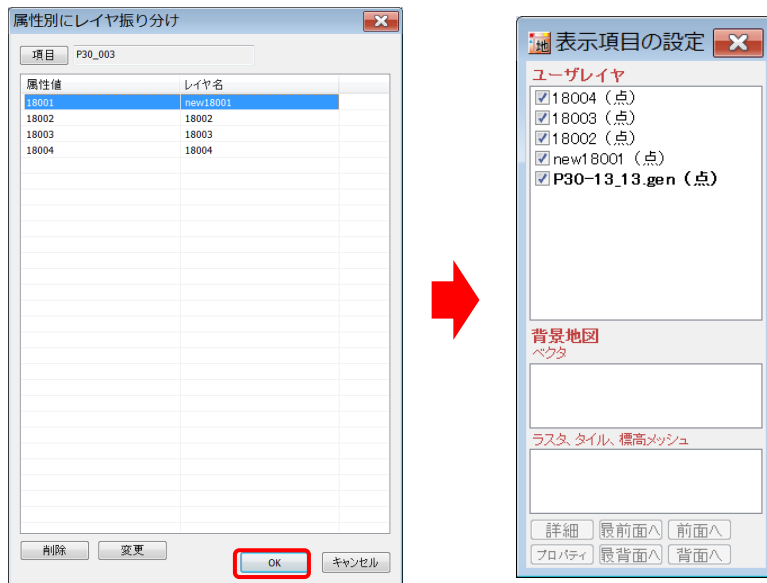 属性別にレイヤ振り分け
項目 P30_003
属性値 レイヤ名
18001 new18001
18002 18002
18003 18003
18004 18004
削除 変更 OK キャンセル
地 表示項目の設定
ユーザレイヤ
18004 (点)
18003 (点)
18002 (点)
new18001 (点)
P30-13_13.gen (点)
背景地図
ベクタ
ラスタ、タイル、標高メッシュ
詳細 最前面へ 前面へ
プロパティ 最背面へ 背面へ